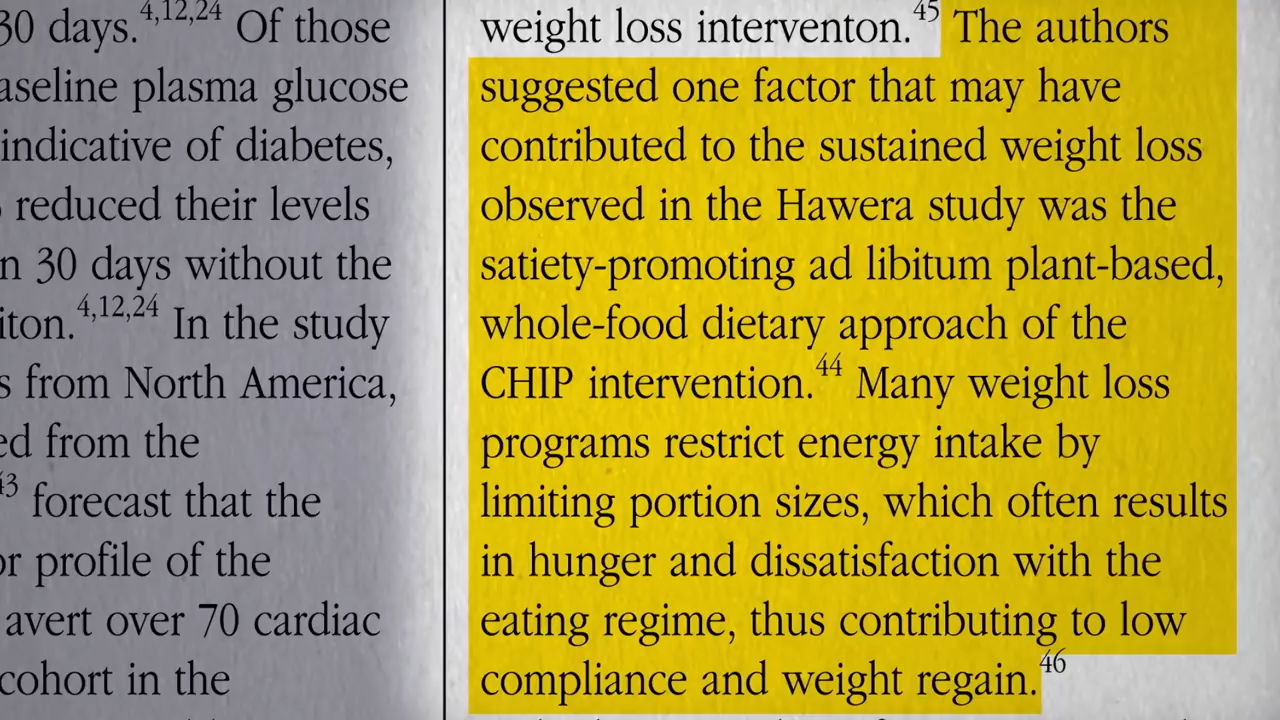 30 days.4,12,24 Of those
aseline plasma glucose
indicative of diabetes,
reduced their levels
n 30 days without the
iton.4,12,24 In the study
s from North America,
ed from the
43 forecast that the
or profile of the
avert over 70 cardiac
cohort in the
weight loss interventon.45 The authors
suggested one factor that may have
contributed to the sustained weight loss
observed in the Hawera study was the
satiety-promoting ad libitum plant-based,
whole-food dietary approach of the
CHIP intervention.44 Many weight loss
programs restrict energy intake by
limiting portion sizes, which often results
in hunger and dissatisfaction with the
eating regime, thus contributing to low
compliance and weight regain.46